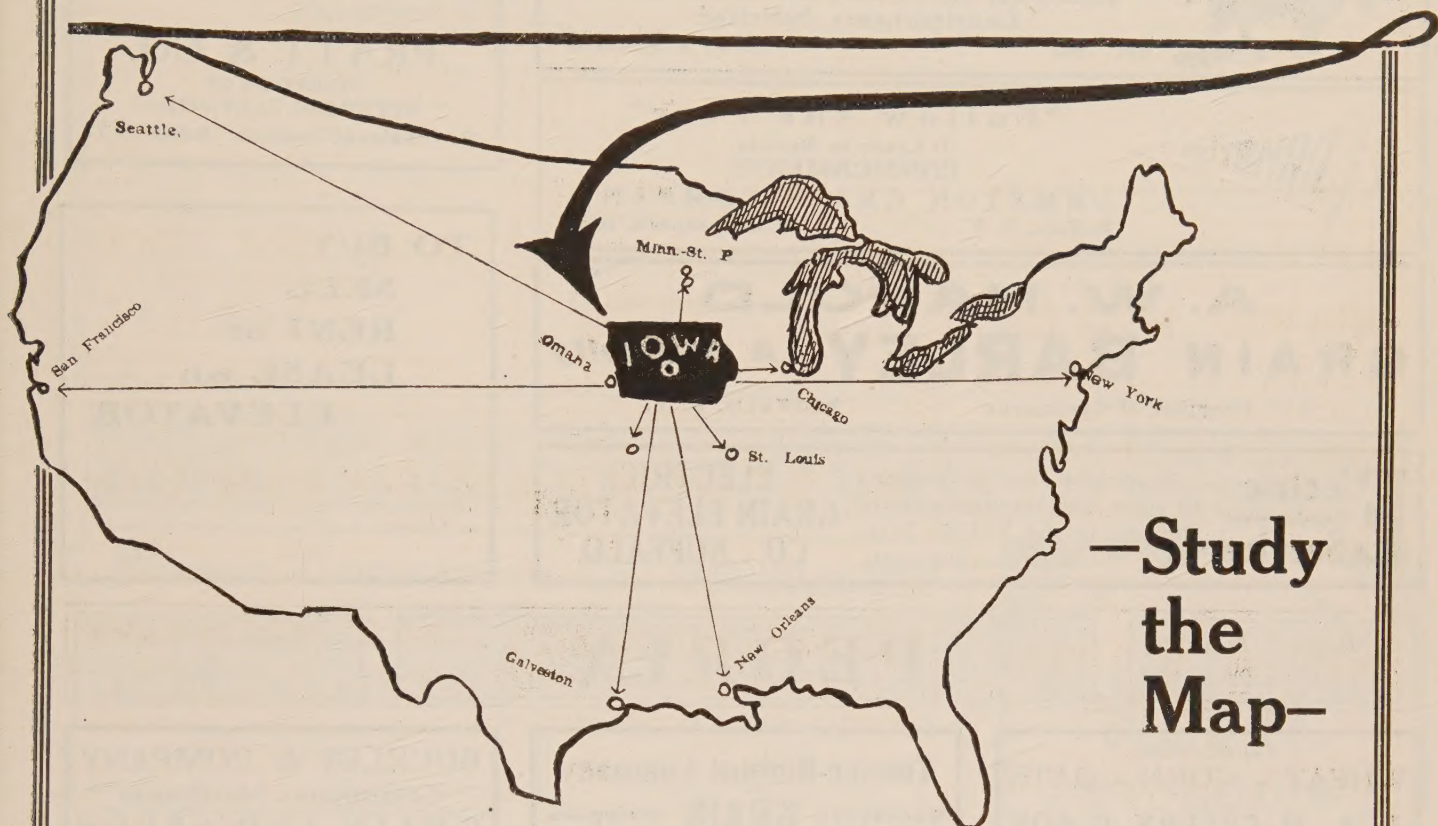 Seattle,
Minn.-St. P
San Francisco
Omaha
IOWA
Chicago
New York
St. Louis
—Study
the
Map—
New Orleans
Galveston